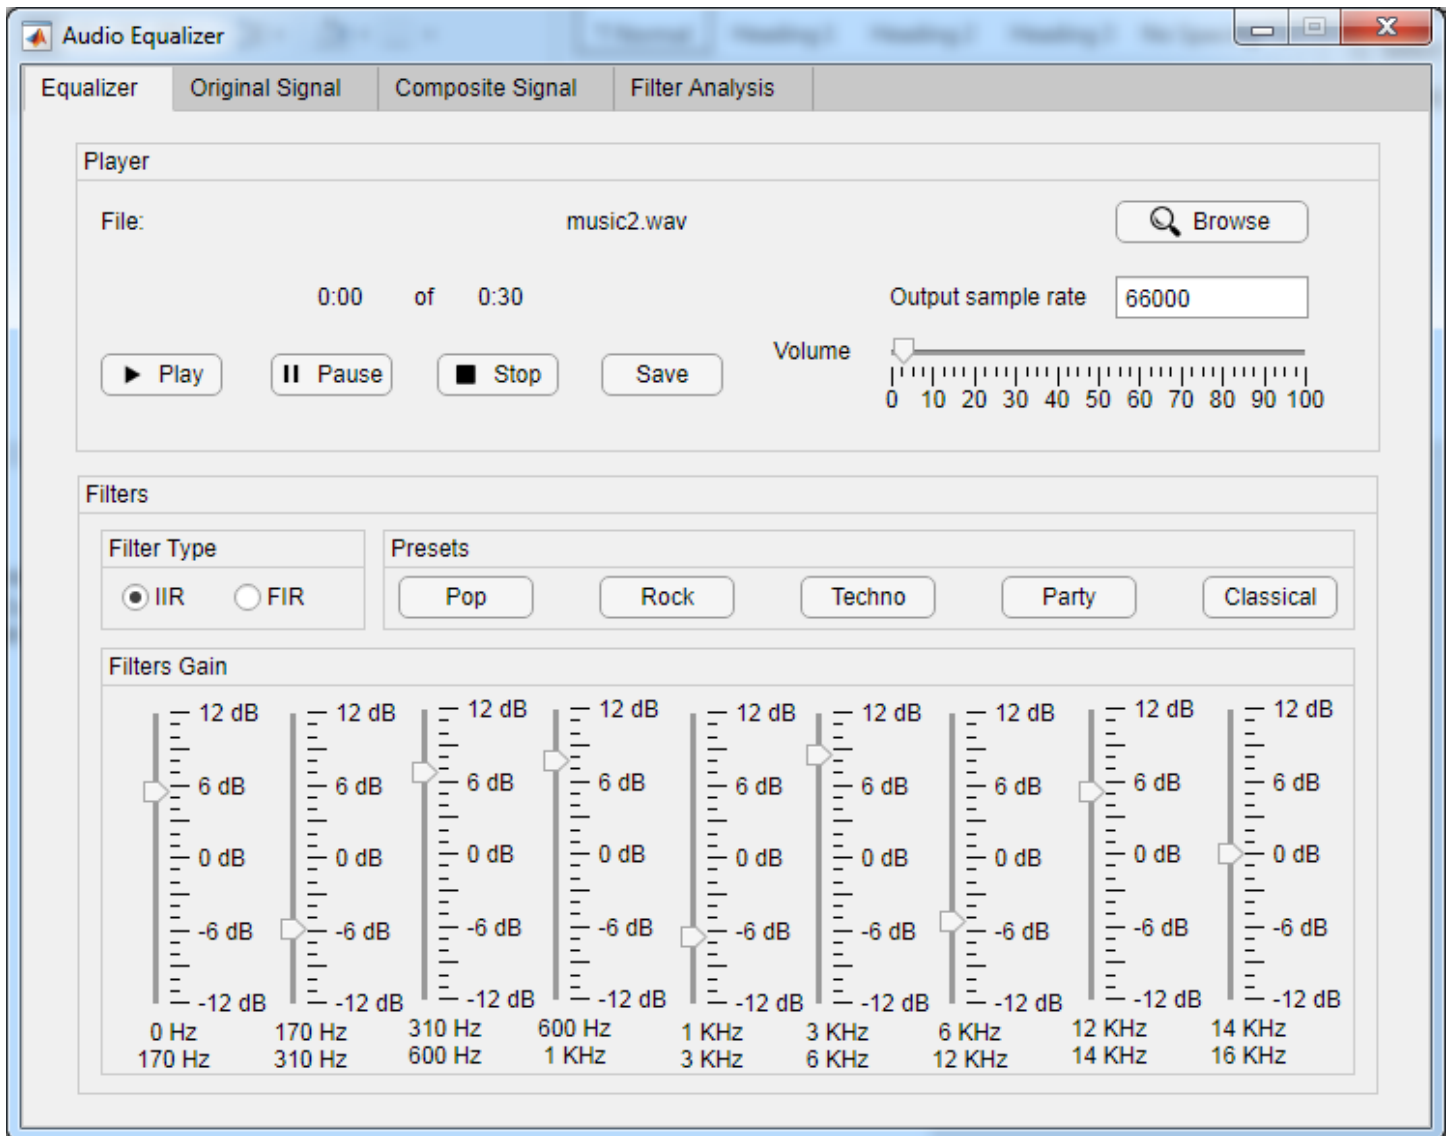 Audio Equalizer
Equalizer Original Signal Composite Signal Filter Analysis
Player
File: music2.wav Browse
0:00 of 0:30 Output sample rate 66000
Volume
Play Pause Stop Save
0 10 20 30 40 50 60 70 80 90 100
Filters
Filter Type Presets
IIR FIR Pop Rock Techno Party Classical
Filters Gain
12 dB 12 dB 12 dB 12 dB 12 dB 12 dB 12 dB 12 dB 12 dB
6 dB 6 dB 6 dB 6 dB 6 dB 6 dB 6 dB 6 dB 6 dB
0 dB 0 dB 0 dB 0 dB 0 dB 0 dB 0 dB 0 dB 0 dB
-6 dB -6 dB -6 dB -6 dB -6 dB -6 dB -6 dB -6 dB -6 dB
-12 dB -12 dB -12 dB -12 dB -12 dB -12 dB -12 dB -12 dB -12 dB
0 Hz 170 Hz 310 Hz 600 Hz 1 KHz 3 KHz 6 KHz 12 KHz 14 KHz
170 Hz 310 Hz 600 Hz 1 KHz 3 KHz 6 KHz 12 KHz 14 KHz 16 KHz